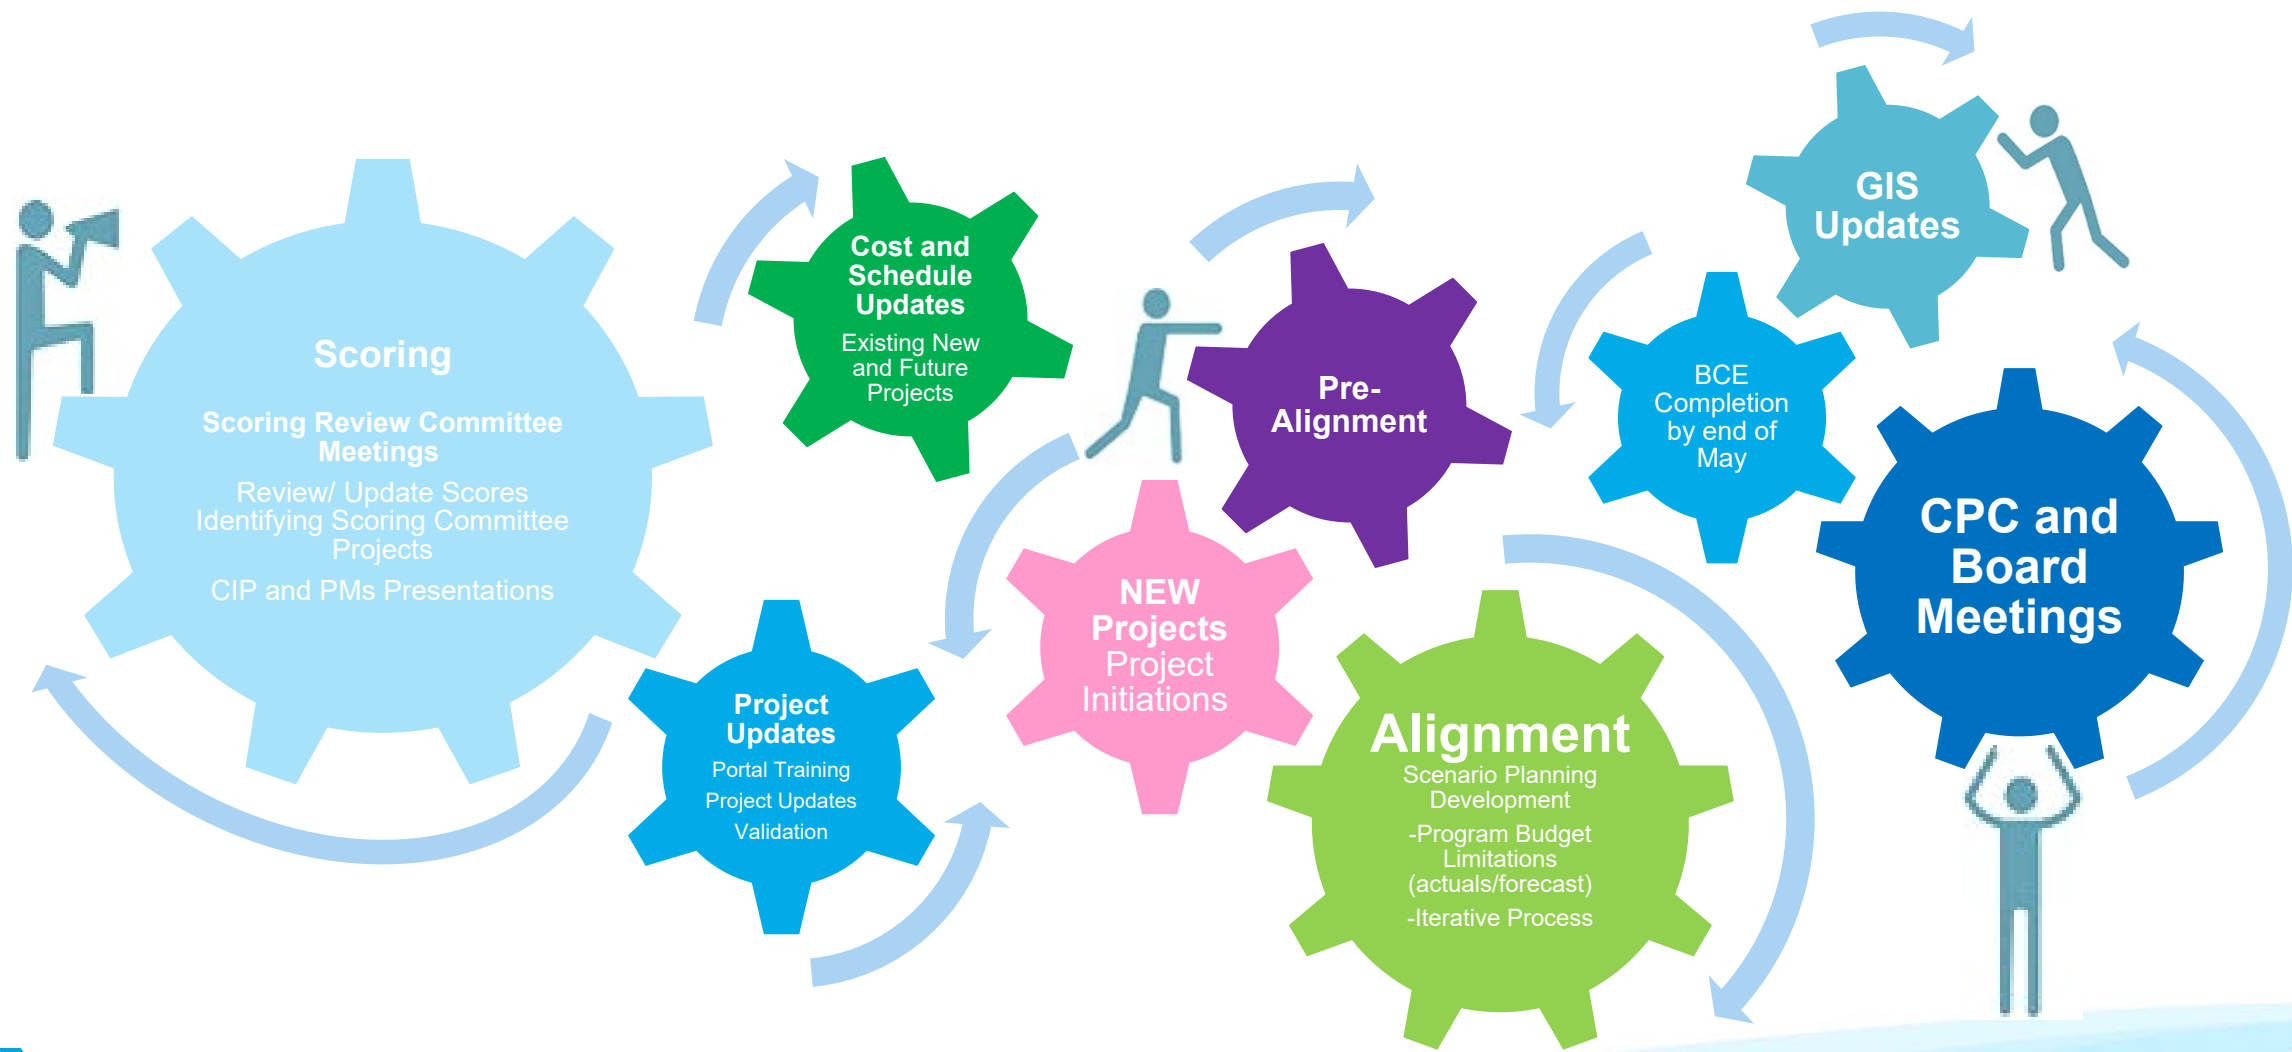 Scoring
Scoring Review Committee
Meetings
Review/ Update Scores
Identifying Scoring Committee
Projects
CIP and PMs Presentations
Project
Updates
Portal Training
Project Updates
Validation
Cost and
Schedule
Updates
Existing New
and Future
Projects
NEW
Projects
Project
Initiations
Pre-
Alignment
Alignment
Scenario Planning
Development
-Program Budget
Limitations
(actuals/forecast)
-Iterative Process
BCE
Completion
by end of
May
GIS
Updates
CPC and
Board
Meetings